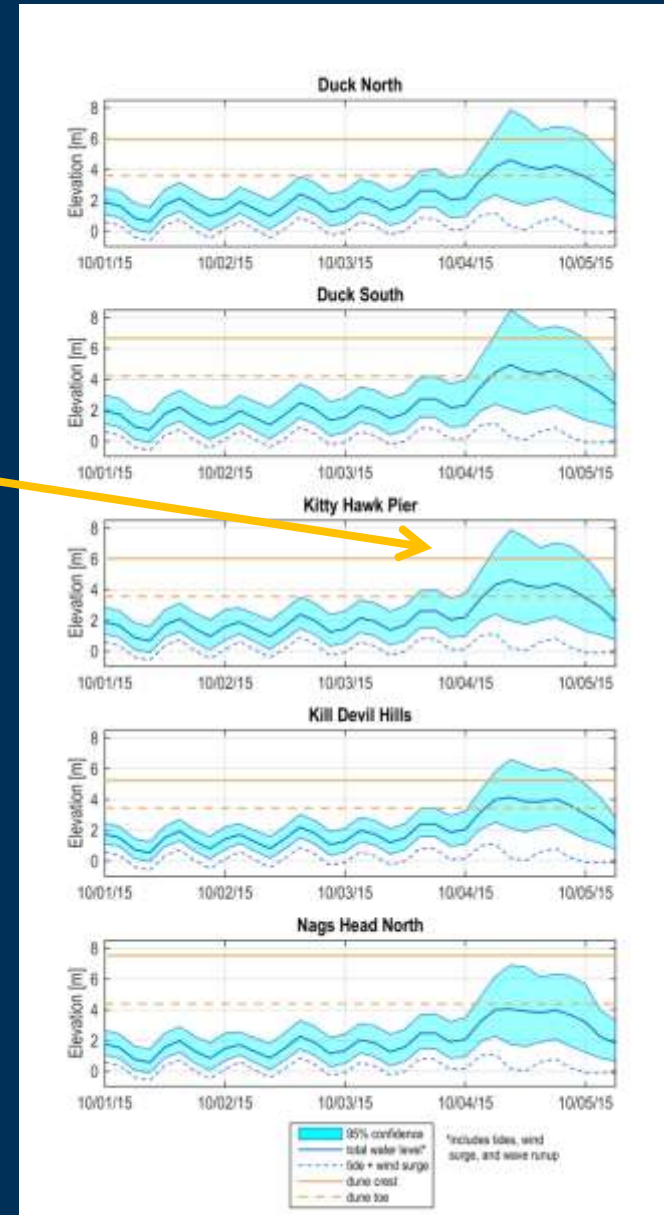 Duck North
Elevation [m]
8
6
4
2
0
10/01/15 10/02/15 10/03/15 10/04/15 10/05/15
Duck South
Elevation [m]
8
6
4
2
0
10/01/15 10/02/15 10/03/15 10/04/15 10/05/15
Kitty Hawk Pier
Elevation [m]
8
6
4
2
0
10/01/15 10/02/15 10/03/15 10/04/15 10/05/15
Kill Devil Hills
Elevation [m]
8
6
4
2
0
10/01/15 10/02/15 10/03/15 10/04/15 10/05/15
Nags Head North
Elevation [m]
8
6
4
2
0
10/01/15 10/02/15 10/03/15 10/04/15 10/05/15
95% confidence
total water level*
tide + wind surge
dune crest
dune toe
*includes tides, wind
surge, and wave runup